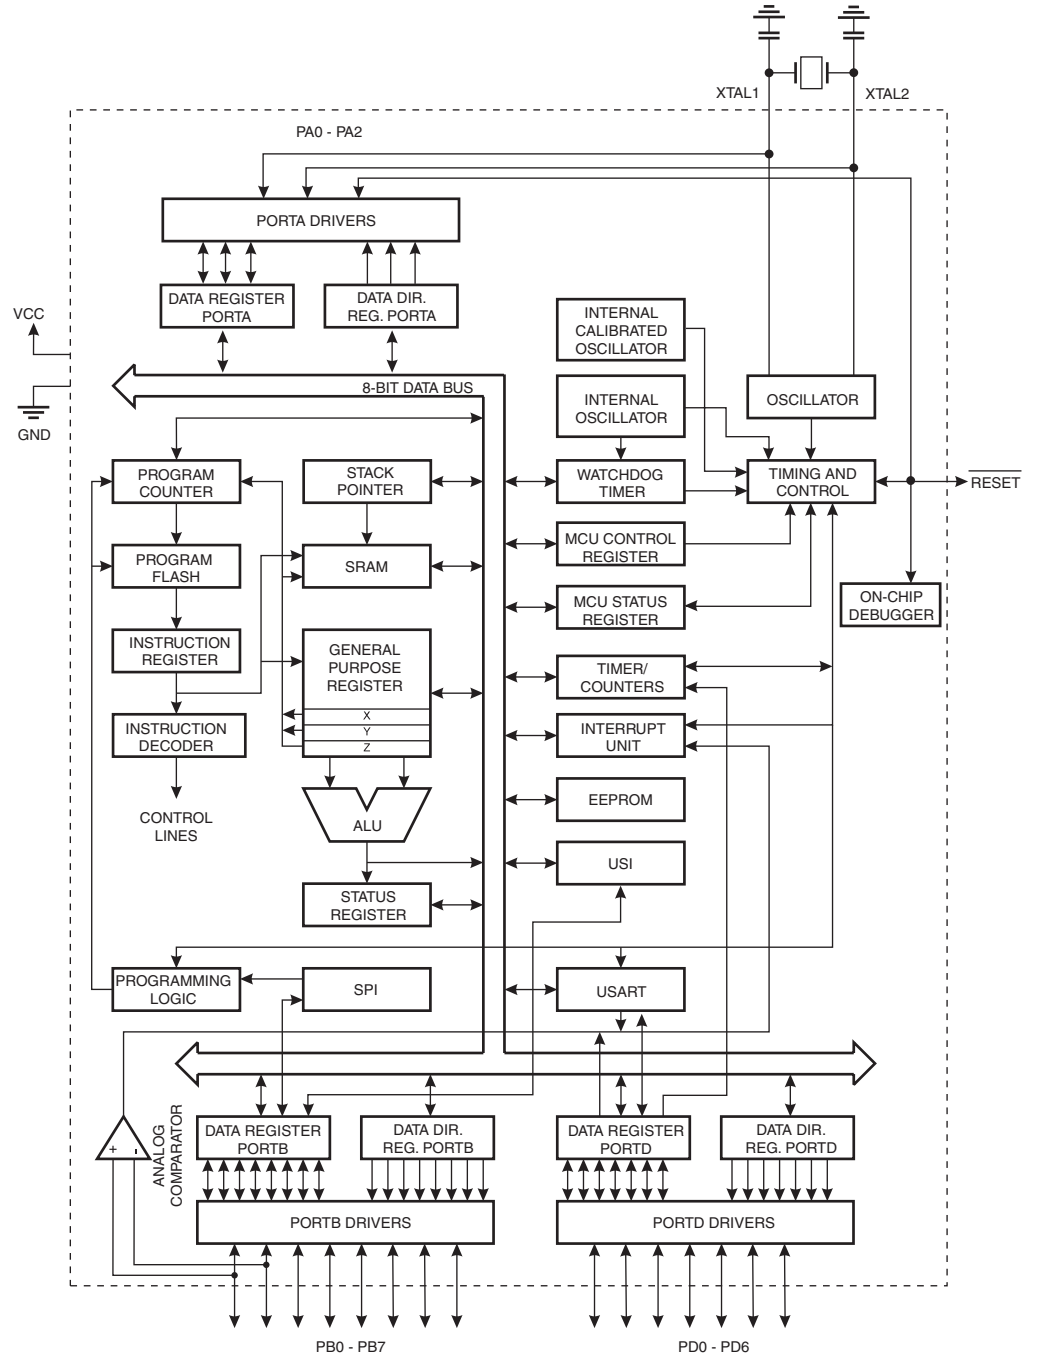 XTAL1
XTAL2
PA0 - PA2
PORTA DRIVERS
DATA REGISTER
PORTA
DATA DIR.
REG. PORTA
VCC
GND
8-BIT DATA BUS
INTERNAL
CALIBRATED
OSCILLATOR
INTERNAL
OSCILLATOR
OSCILLATOR
PROGRAM
COUNTER
STACK
POINTER
WATCHDOG
TIMER
TIMING AND
CONTROL
RESET
PROGRAM
FLASH
SRAM
MCU CONTROL
REGISTER
MCU STATUS
REGISTER
ON-CHIP
DEBUGGER
INSTRUCTION
REGISTER
GENERAL
PURPOSE
REGISTER
X
Y
Z
TIMER/
COUNTERS
INSTRUCTION
DECODER
INTERRUPT
UNIT
CONTROL
LINES
ALU
EEPROM
USI
STATUS
REGISTER
PROGRAMMING
LOGIC
SPI
USART
ANALOG
COMPARATOR
+
-
DATA REGISTER
PORTB
DATA DIR.
REG. PORTB
DATA REGISTER
PORTD
DATA DIR.
REG. PORTD
PORTB DRIVERS
PORTD DRIVERS
PB0 - PB7
PD0 - PD6